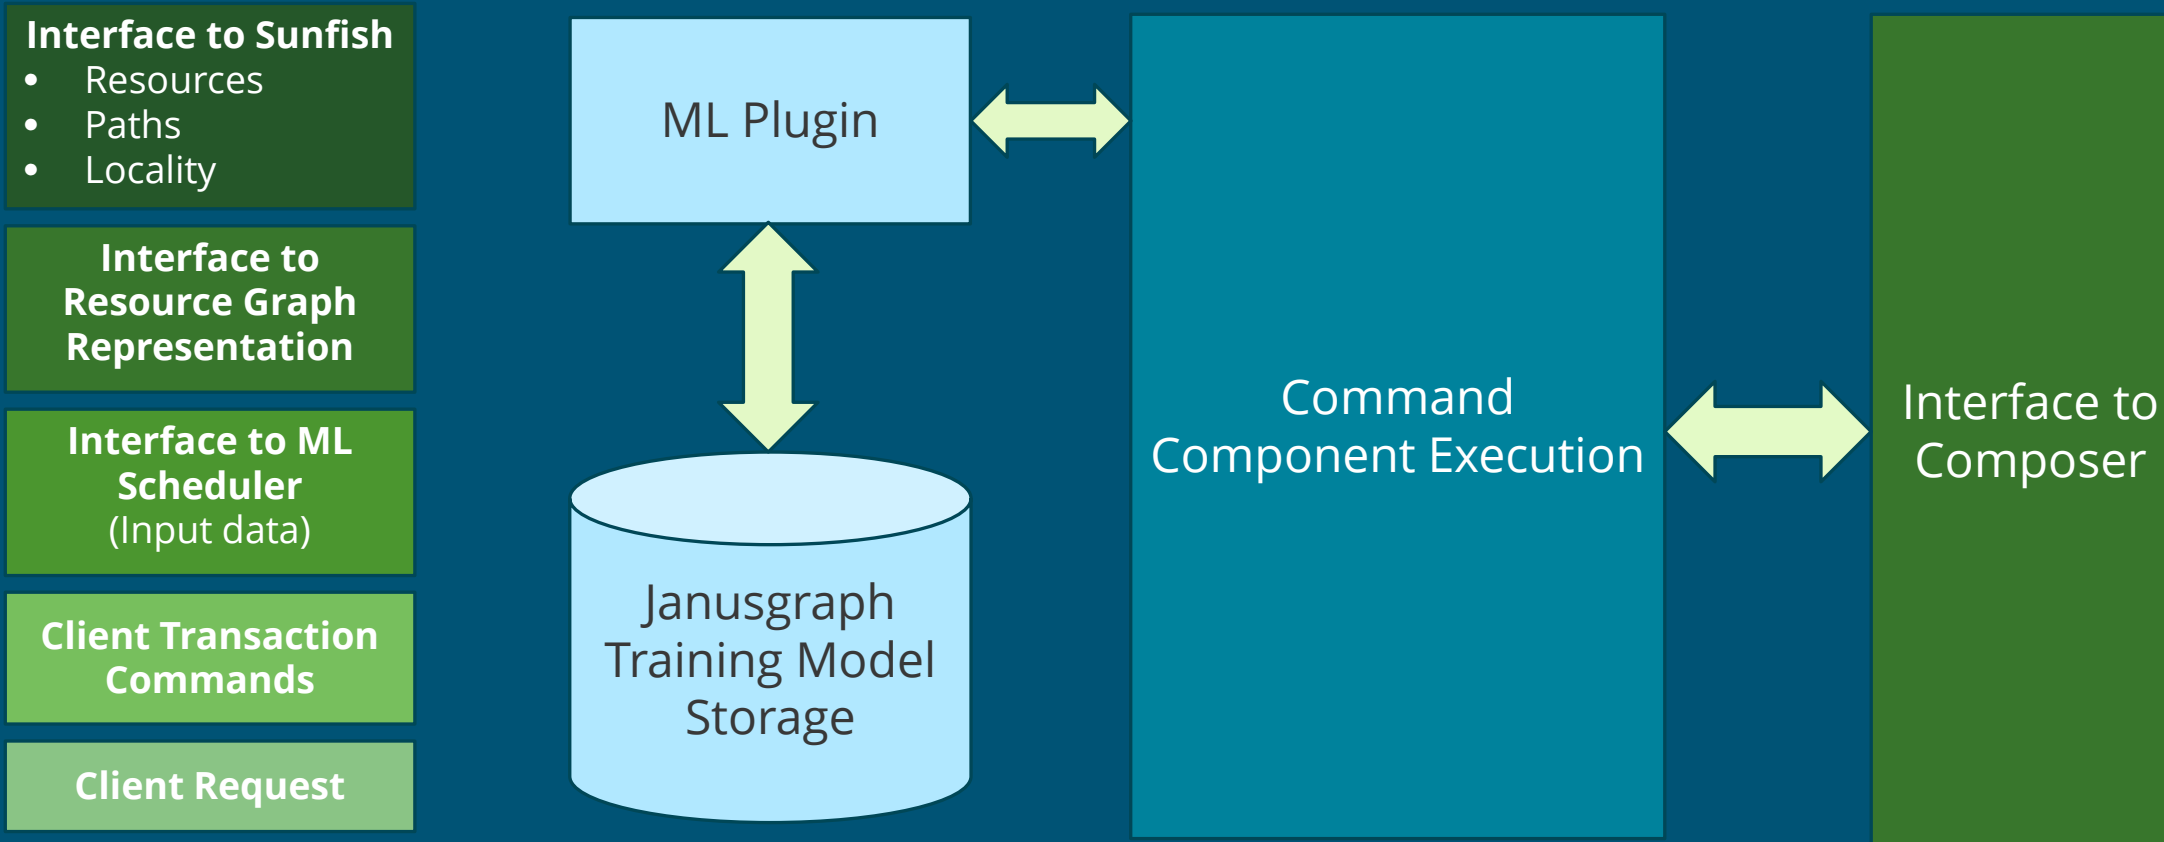 Interface to Sunfish
• Resources
• Paths
• Locality
Interface to
Resource Graph
Representation
Interface to ML
Scheduler
(Input data)
Client Transaction
Commands
Client Request
ML Plugin
Janusgraph
Training Model
Storage
Command
Component Execution
Interface to
Composer